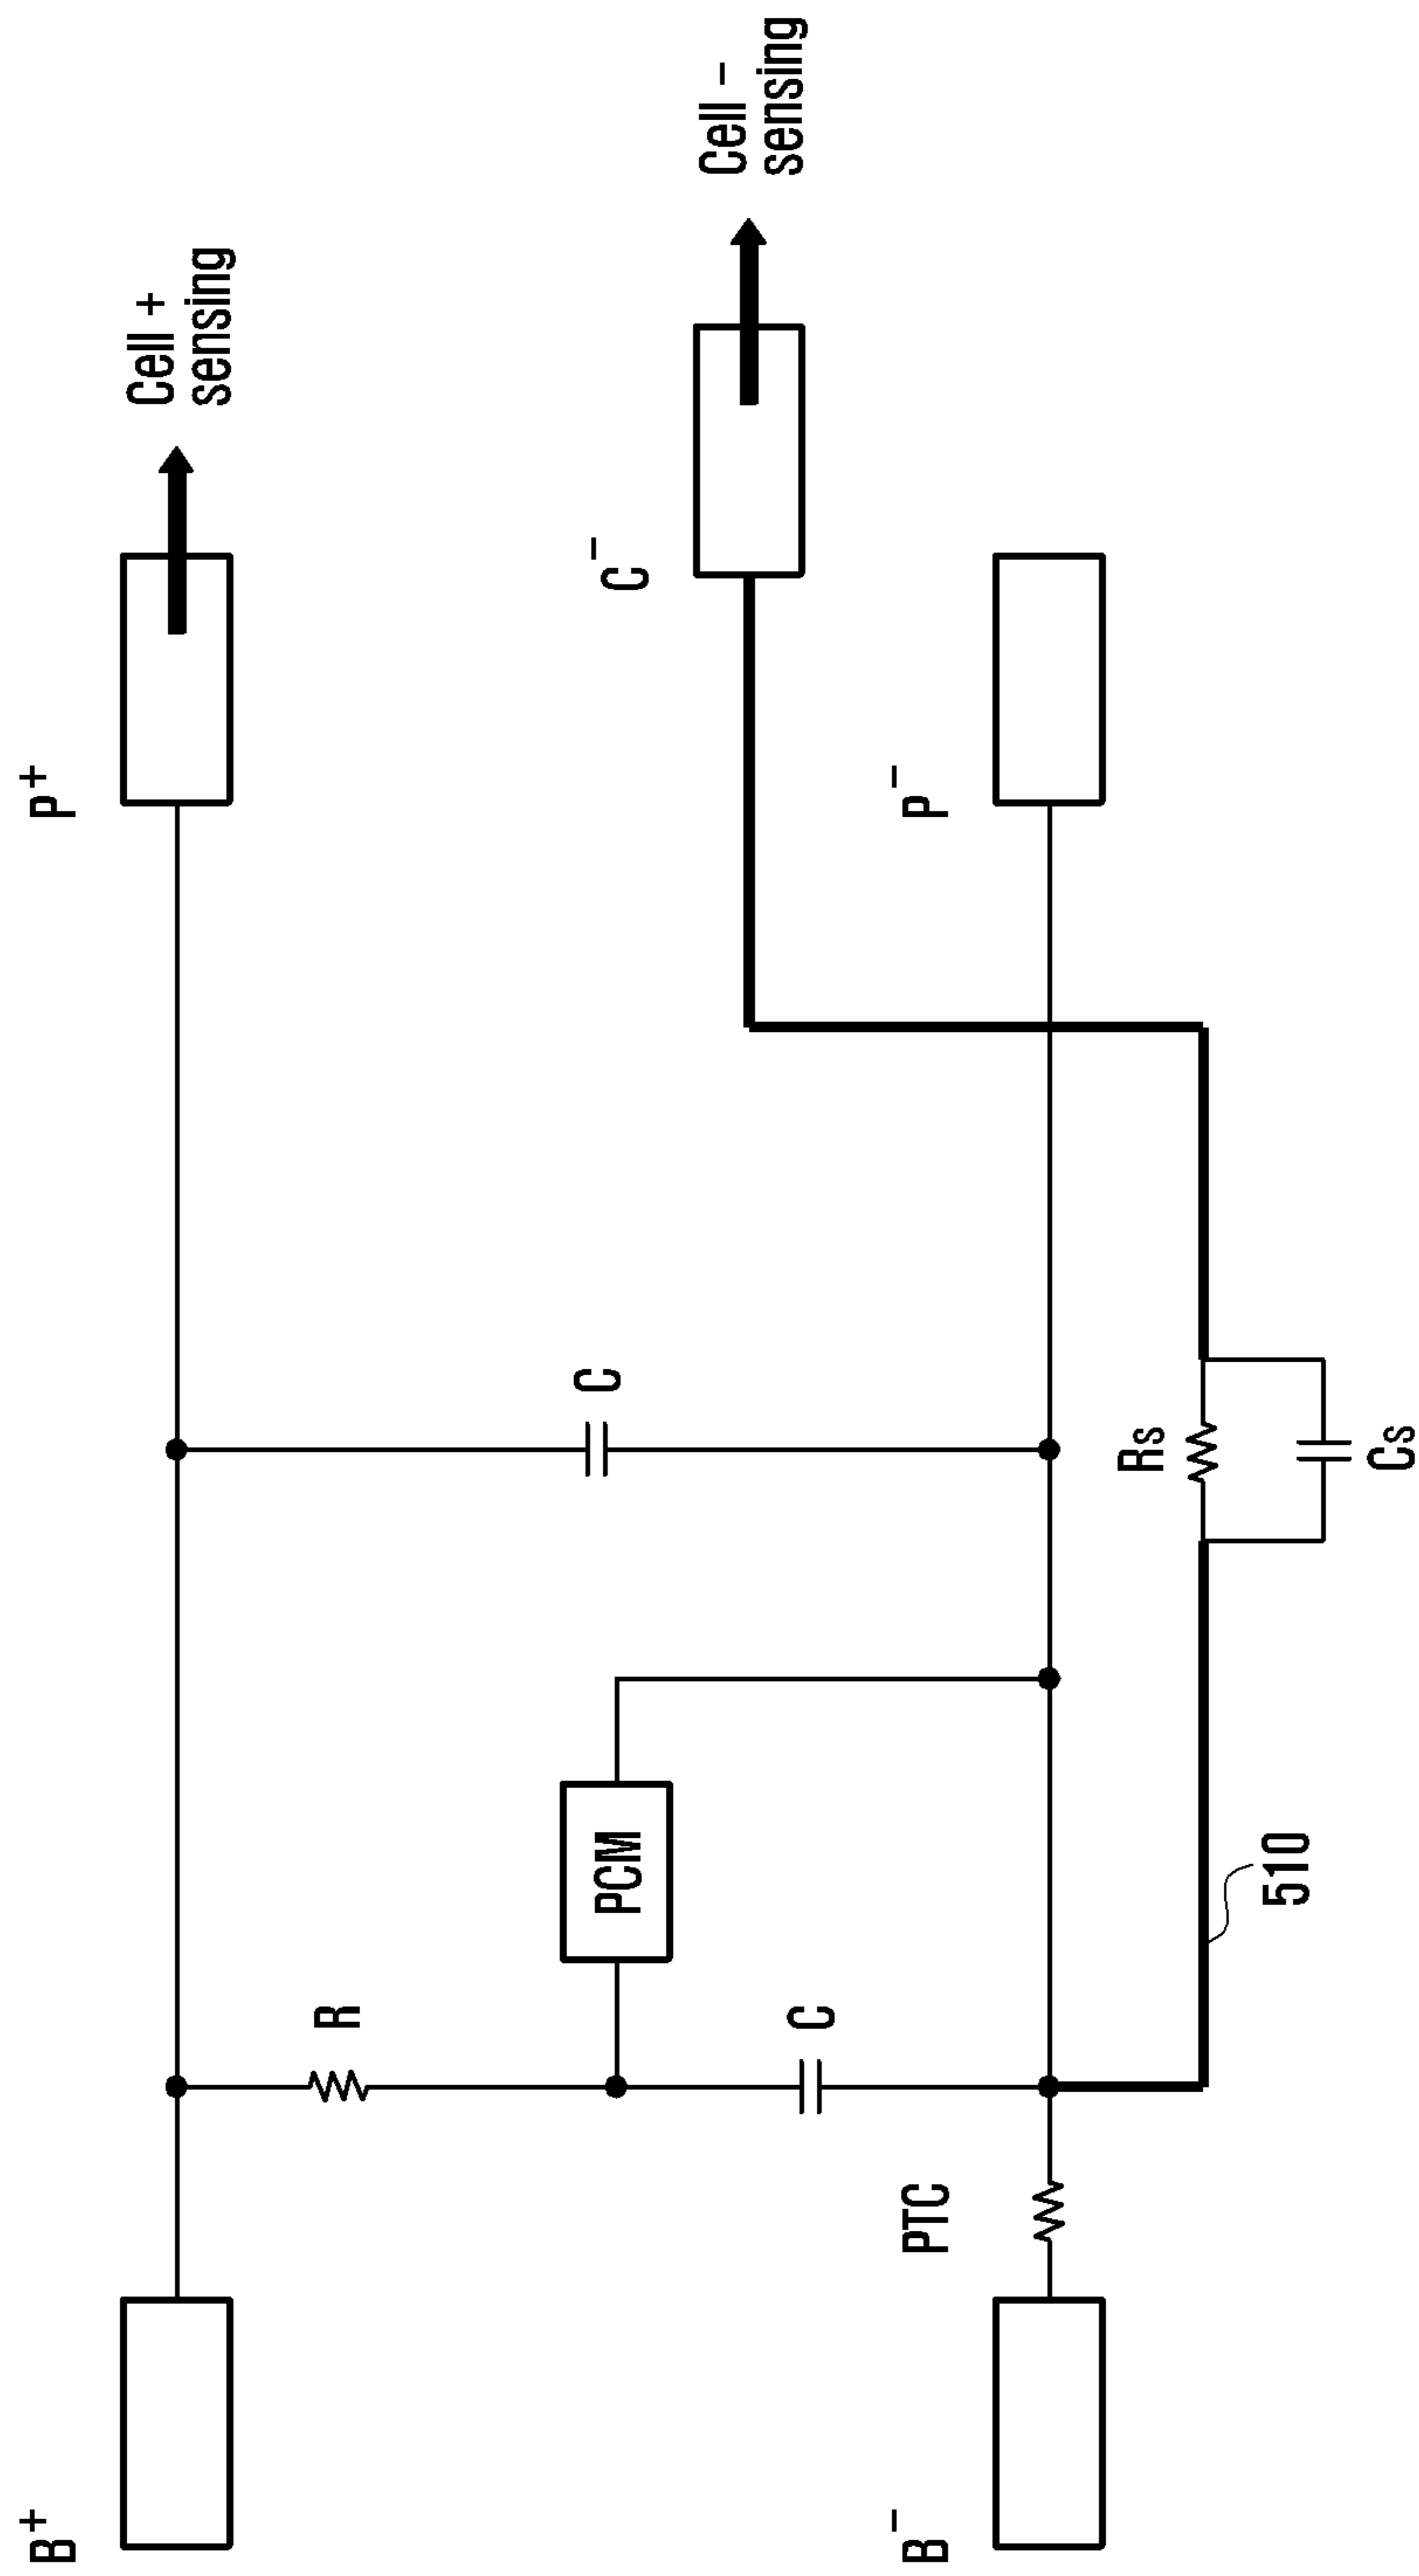 B+
P+
Cell +
sensing
R
PCM
C
C
C-
Cell -
sensing
B-
PTC
P-
Rs
Cs
510